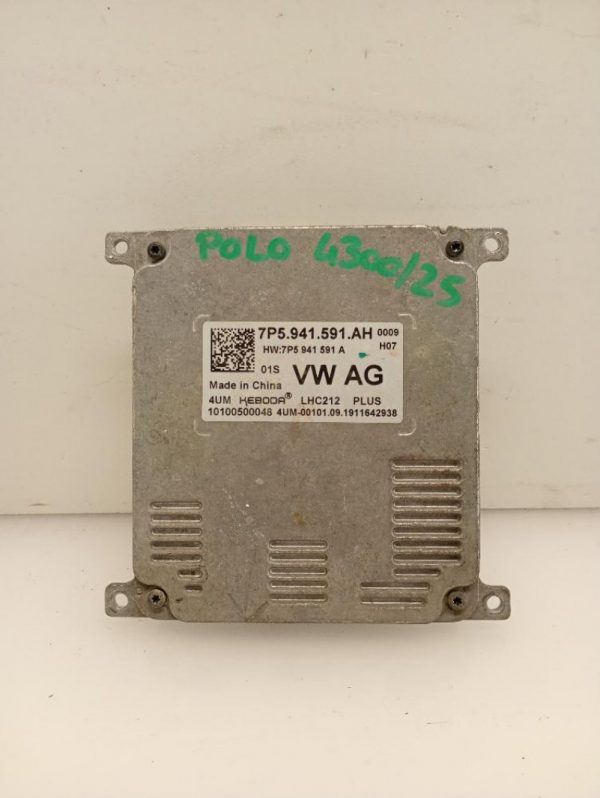 POLO 4300/25
7P5.941.591.AH 0009
HW:7P5 941 591 A H07
01S VW AG
Made in China
4UM KEBODA® LHC212 PLUS
10100500048 4UM-00101.09.1911642938